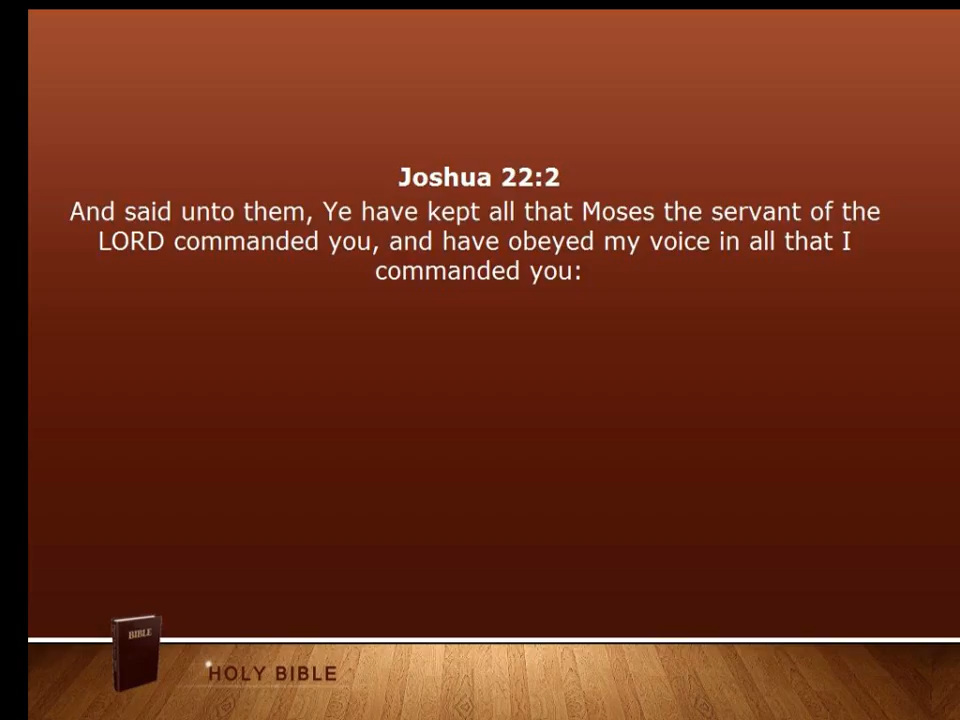 Joshua 22:2
And said unto them, Ye have kept all that Moses the servant of the
LORD commanded you, and have obeyed my voice in all that I
commanded you:
BIBLE
HOLY BIBLE